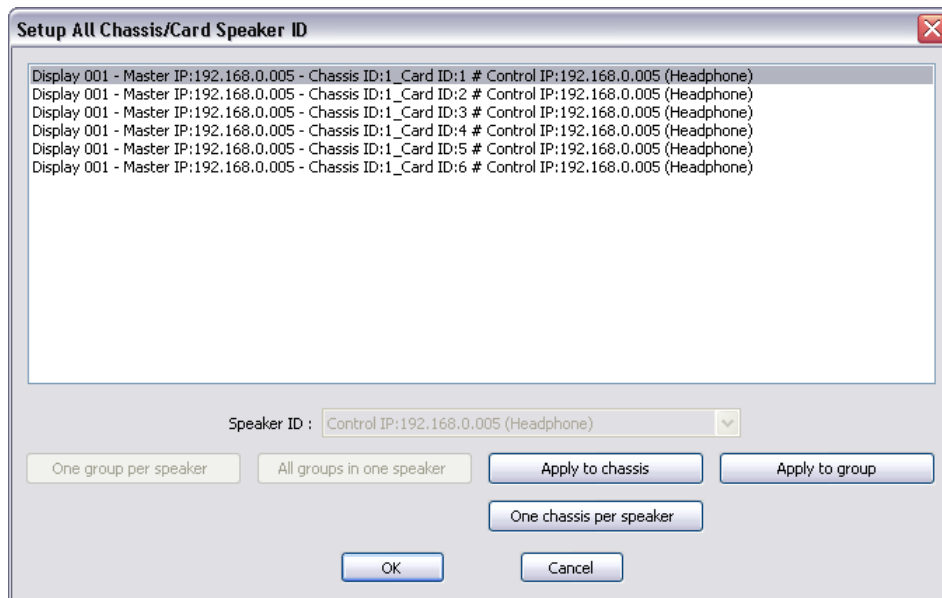 Setup All Chassis/Card Speaker ID
Display 001 - Master IP:192.168.0.005 - Chassis ID:1_Card ID:1 # Control IP:192.168.0.005 (Headphone)
Display 001 - Master IP:192.168.0.005 - Chassis ID:1_Card ID:2 # Control IP:192.168.0.005 (Headphone)
Display 001 - Master IP:192.168.0.005 - Chassis ID:1_Card ID:3 # Control IP:192.168.0.005 (Headphone)
Display 001 - Master IP:192.168.0.005 - Chassis ID:1_Card ID:4 # Control IP:192.168.0.005 (Headphone)
Display 001 - Master IP:192.168.0.005 - Chassis ID:1_Card ID:5 # Control IP:192.168.0.005 (Headphone)
Display 001 - Master IP:192.168.0.005 - Chassis ID:1_Card ID:6 # Control IP:192.168.0.005 (Headphone)
Speaker ID : Control IP:192.168.0.005 (Headphone)
One group per speaker All groups in one speaker Apply to chassis Apply to group
One chassis per speaker
OK Cancel